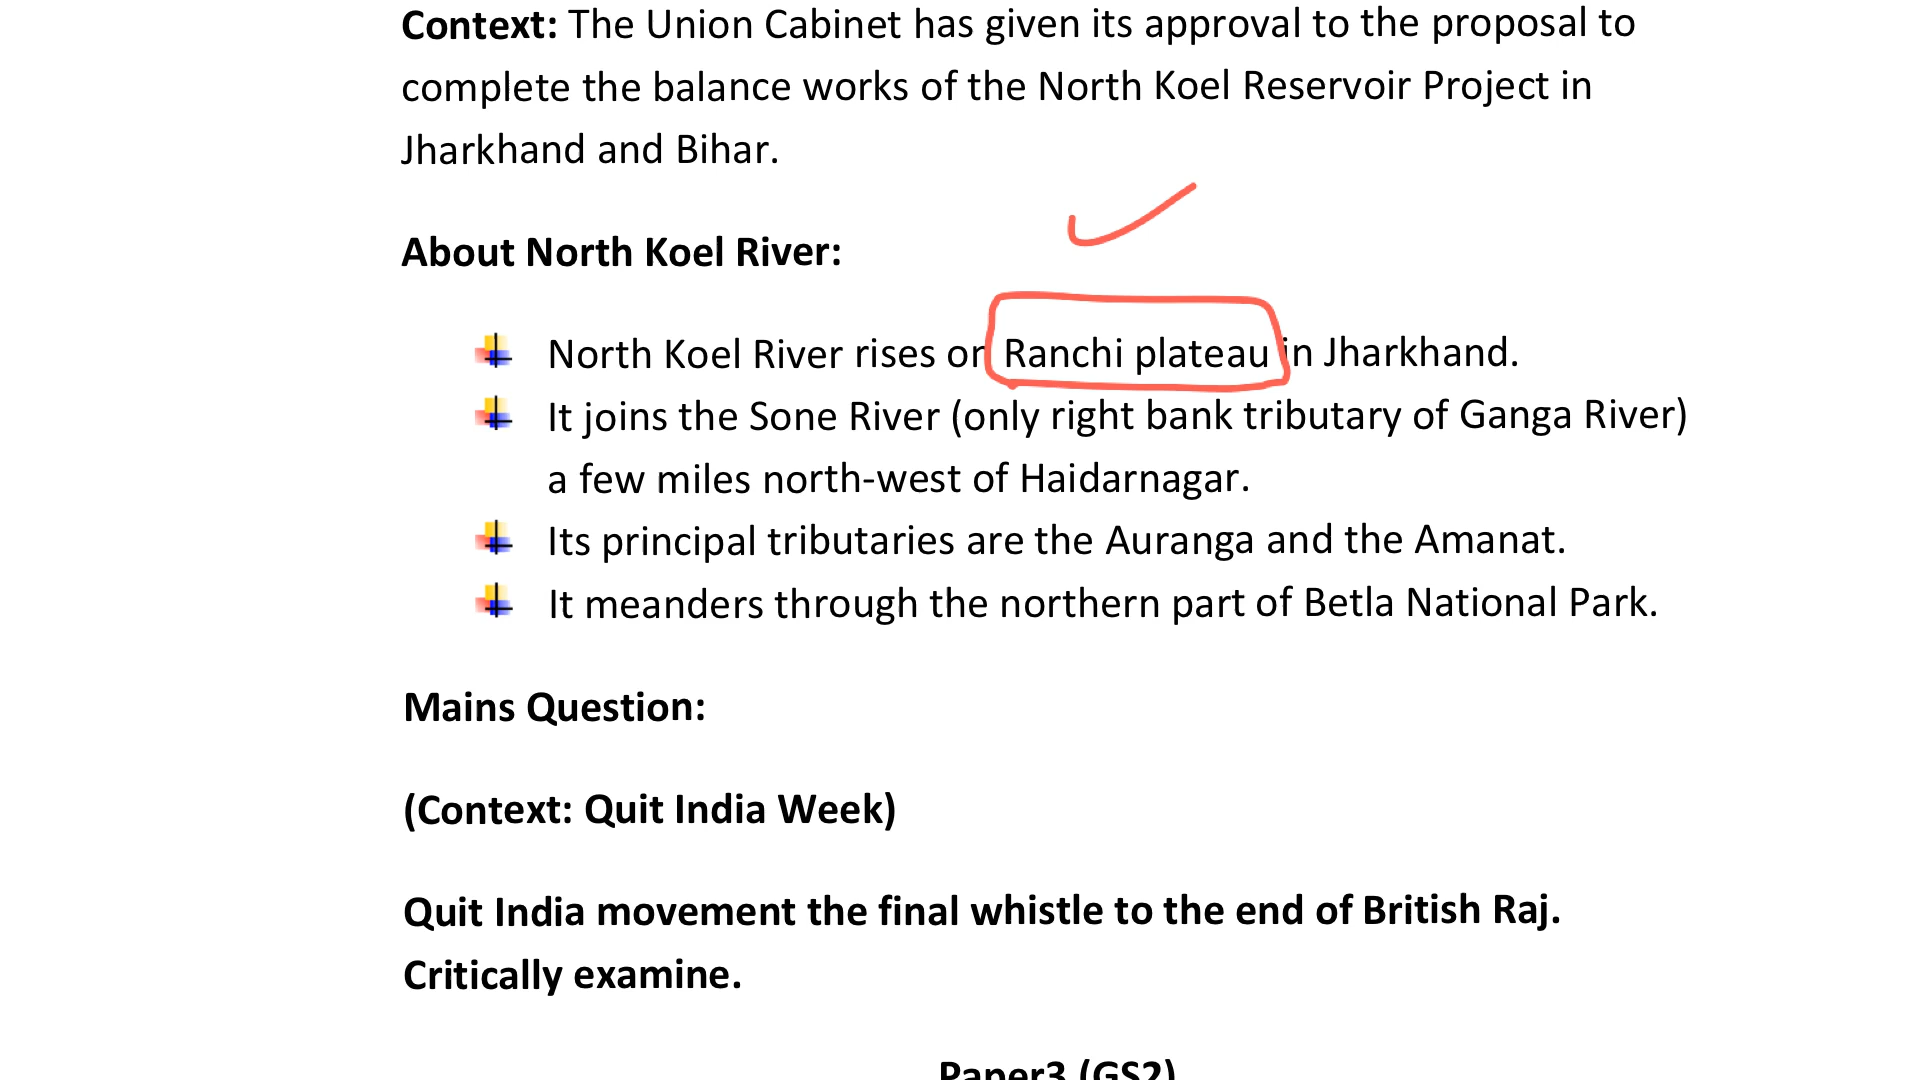 Context: The Union Cabinet has given its approval to the proposal to
complete the balance works of the North Koel Reservoir Project in
Jharkhand and Bihar.
About North Koel River:
North Koel River rises on Ranchi plateau in Jharkhand.
It joins the Sone River (only right bank tributary of Ganga River)
a few miles north-west of Haidarnagar.
Its principal tributaries are the Auranga and the Amanat.
It meanders through the northern part of Betla National Park.
Mains Question:
(Context: Quit India Week)
Quit India movement the final whistle to the end of British Raj.
Critically examine.
Paper3 (GS2)